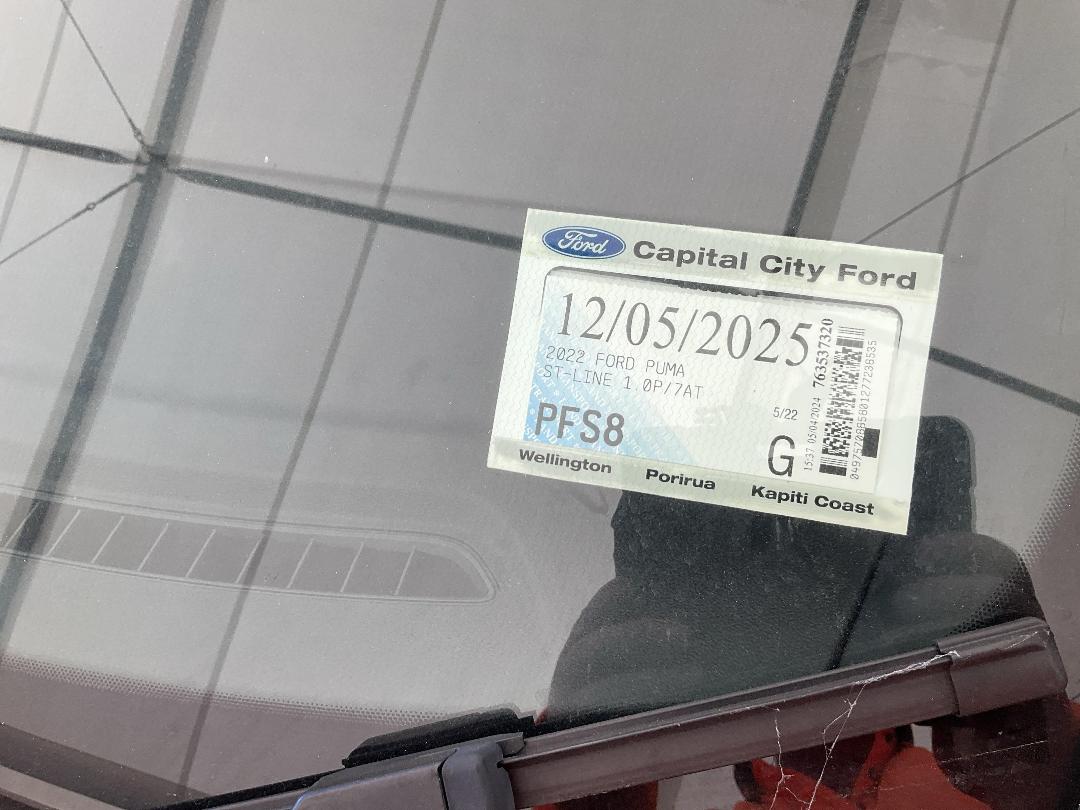 Ford Capital City Ford
12/05/2025
2022 FORD PUMA
ST-LINE 1.0P/7AT
PFS8
5/22
G
15:37 05/04/2024 763537320
Wellington Porirua Kapiti Coast